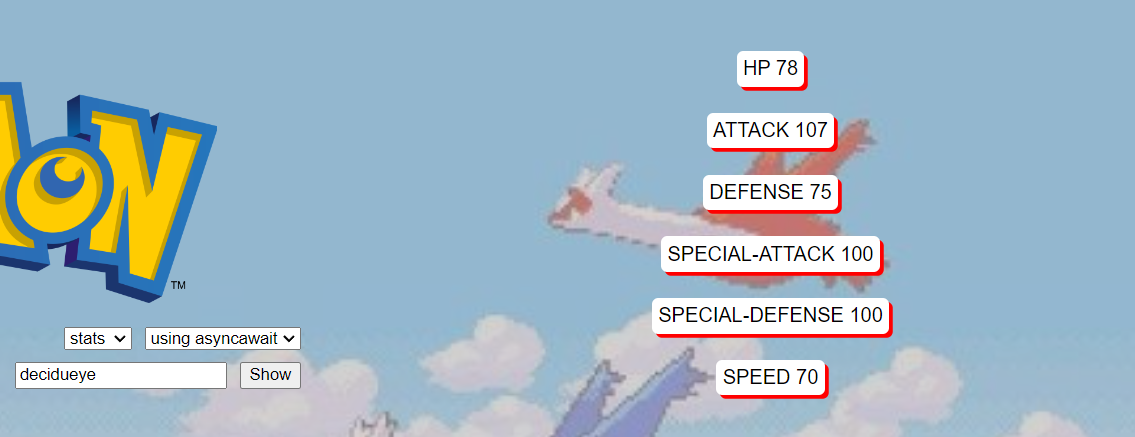 ON
TM
stats
using asyncawait
decidueye
Show
HP 78
ATTACK 107
DEFENSE 75
SPECIAL-ATTACK 100
SPECIAL-DEFENSE 100
SPEED 70